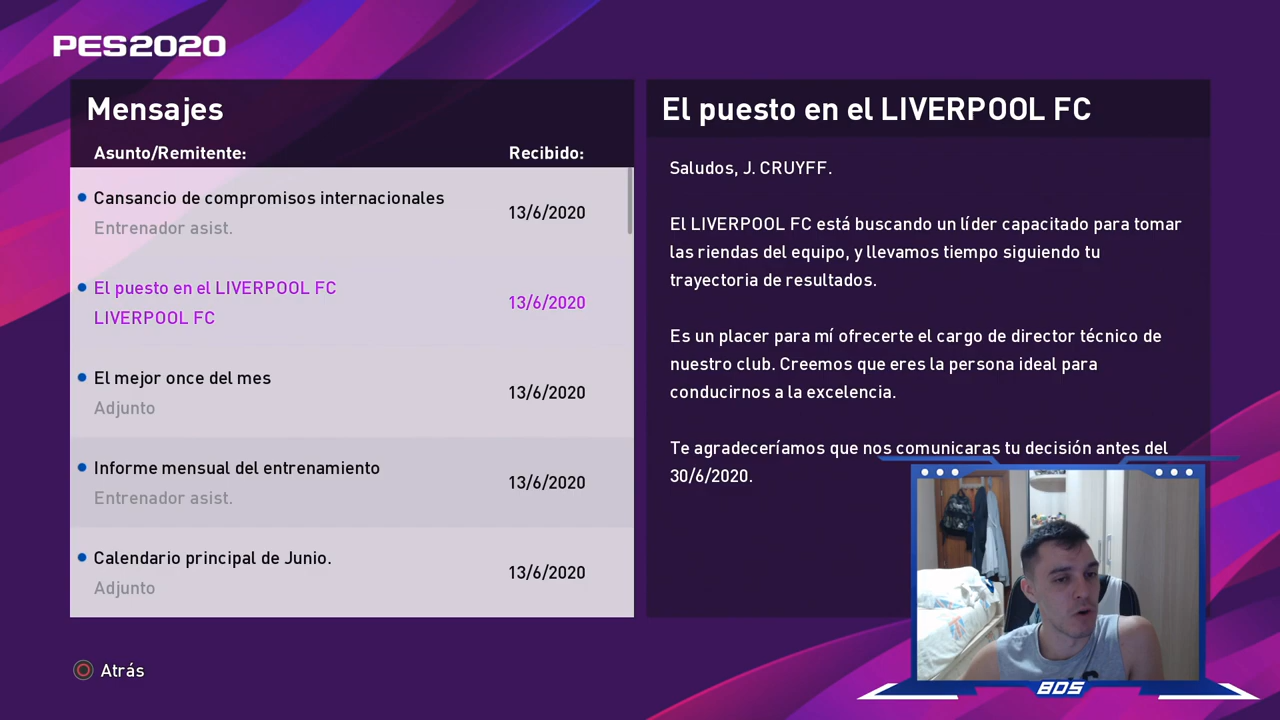 PES2020
Mensajes
Asunto/Remitente:
Recibido:
Cansancio de compromisos internacionales
Entrenador asist.
13/6/2020
El puesto en el LIVERPOOL FC
LIVERPOOL FC
13/6/2020
El mejor once del mes
Adjunto
13/6/2020
Informe mensual del entrenamiento
Entrenador asist.
13/6/2020
Calendario principal de Junio.
Adjunto
13/6/2020
El puesto en el LIVERPOOL FC
Saludos, J. CRUYFF.
El LIVERPOOL FC está buscando un líder capacitado para tomar
las riendas del equipo, y llevamos tiempo siguiendo tu
trayectoria de resultados.
Es un placer para mí ofrecerte el cargo de director técnico de
nuestro club. Creemos que eres la persona ideal para
conducirnos a la excelencia.
Te agradeceríamos que nos comunicaras tu decisión antes del
30/6/2020.
Atrás
BDS